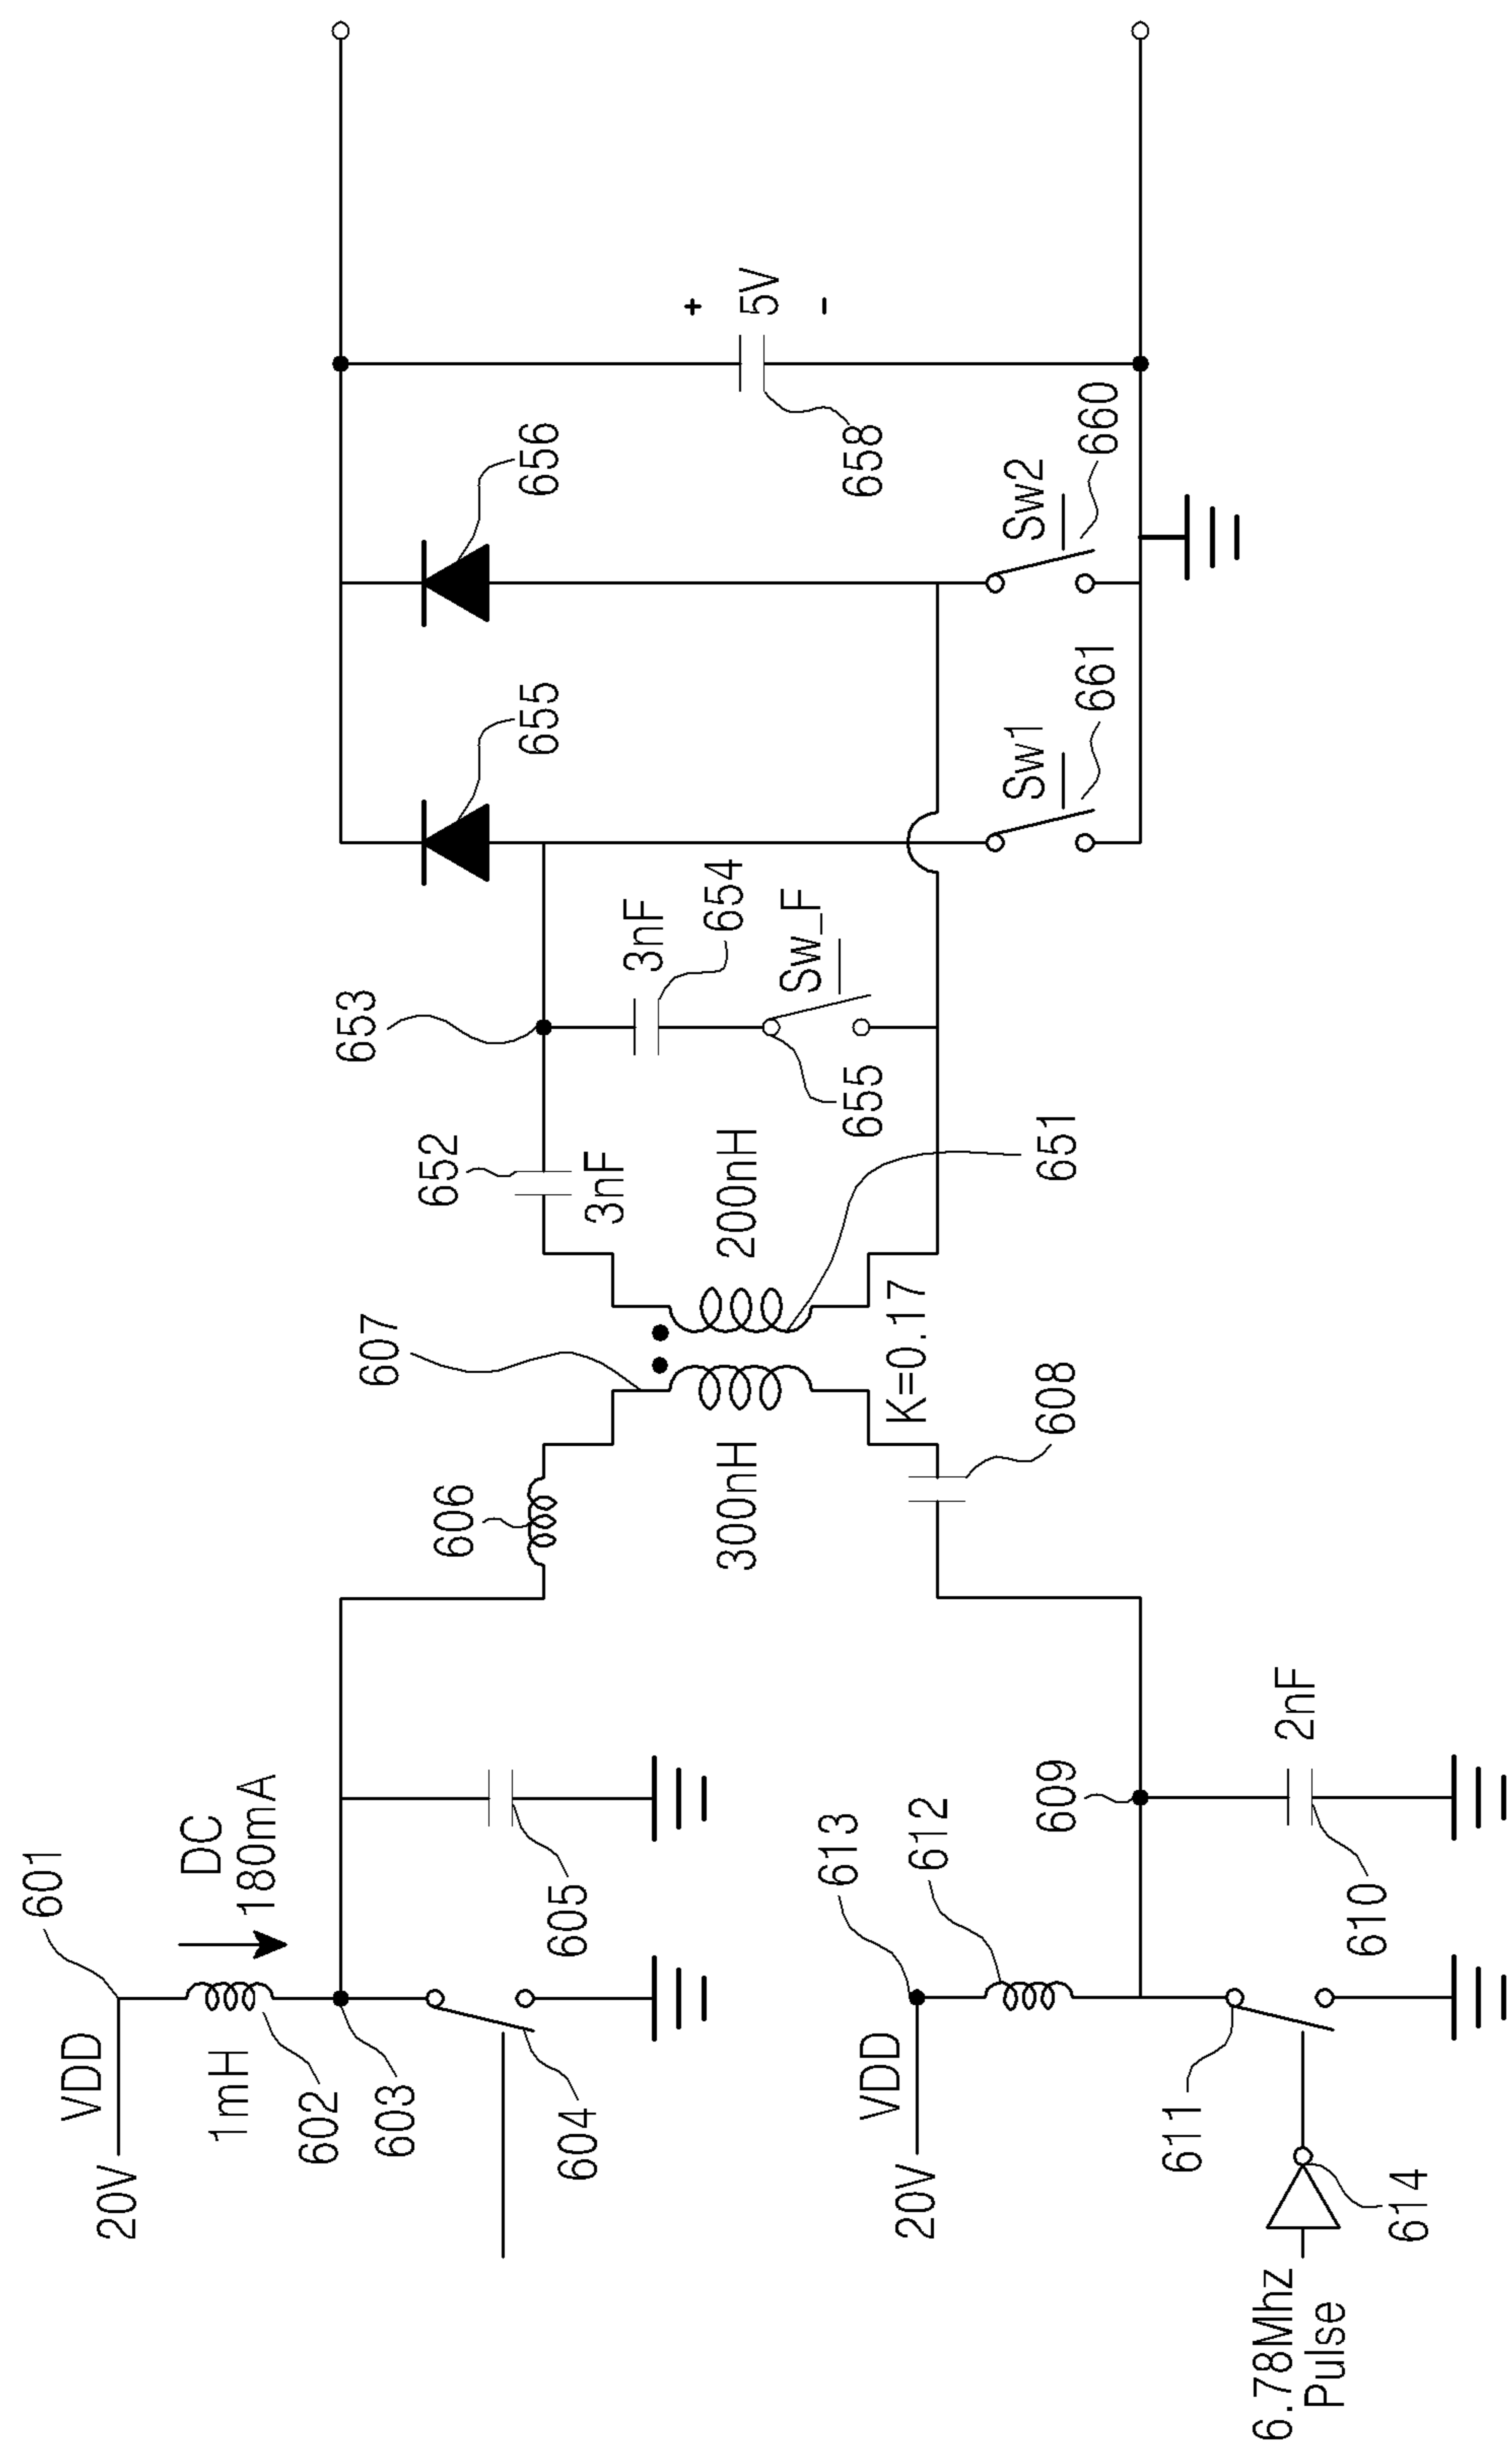 601
VDD
20V
DC
180mA
1mH
602
603
604
605
606
607
300nH
200nH
K=0.17
608
609
2nF
610
613
VDD
20V
612
611
614
6.78Mhz
Pulse
651
652
3nF
653
3nF
654
Sw_F
655
655
656
+
5V
-
658
Sw1
661
Sw2
660